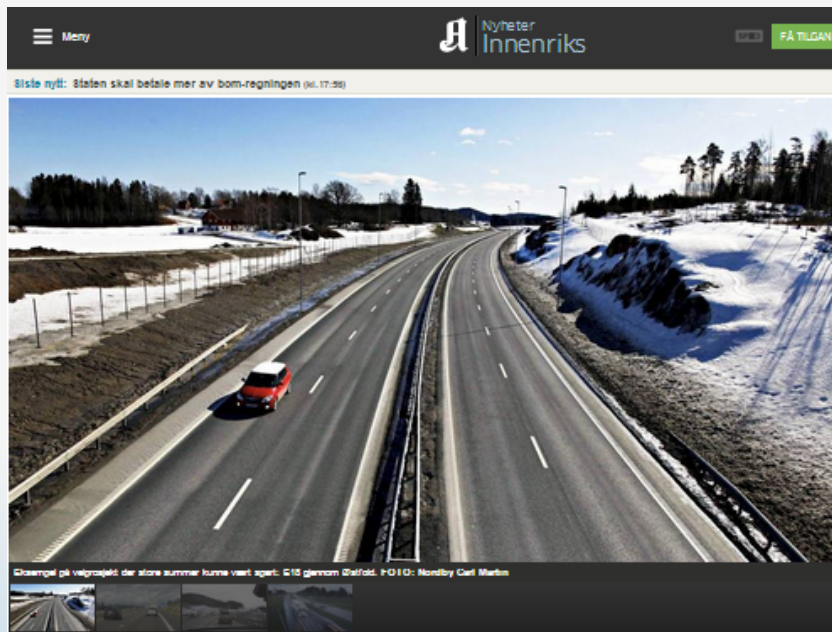 Meny
Nyheter
Innenriks
FÅ TILGAN
Siste nytt: Staten skal betale mer av bom-regningen (kl. 17:56)
Eksempel på veiprosjekt der store summer kunne vært spart: E18 gjennom Østfold. FOTO: Nordby Carl Martin